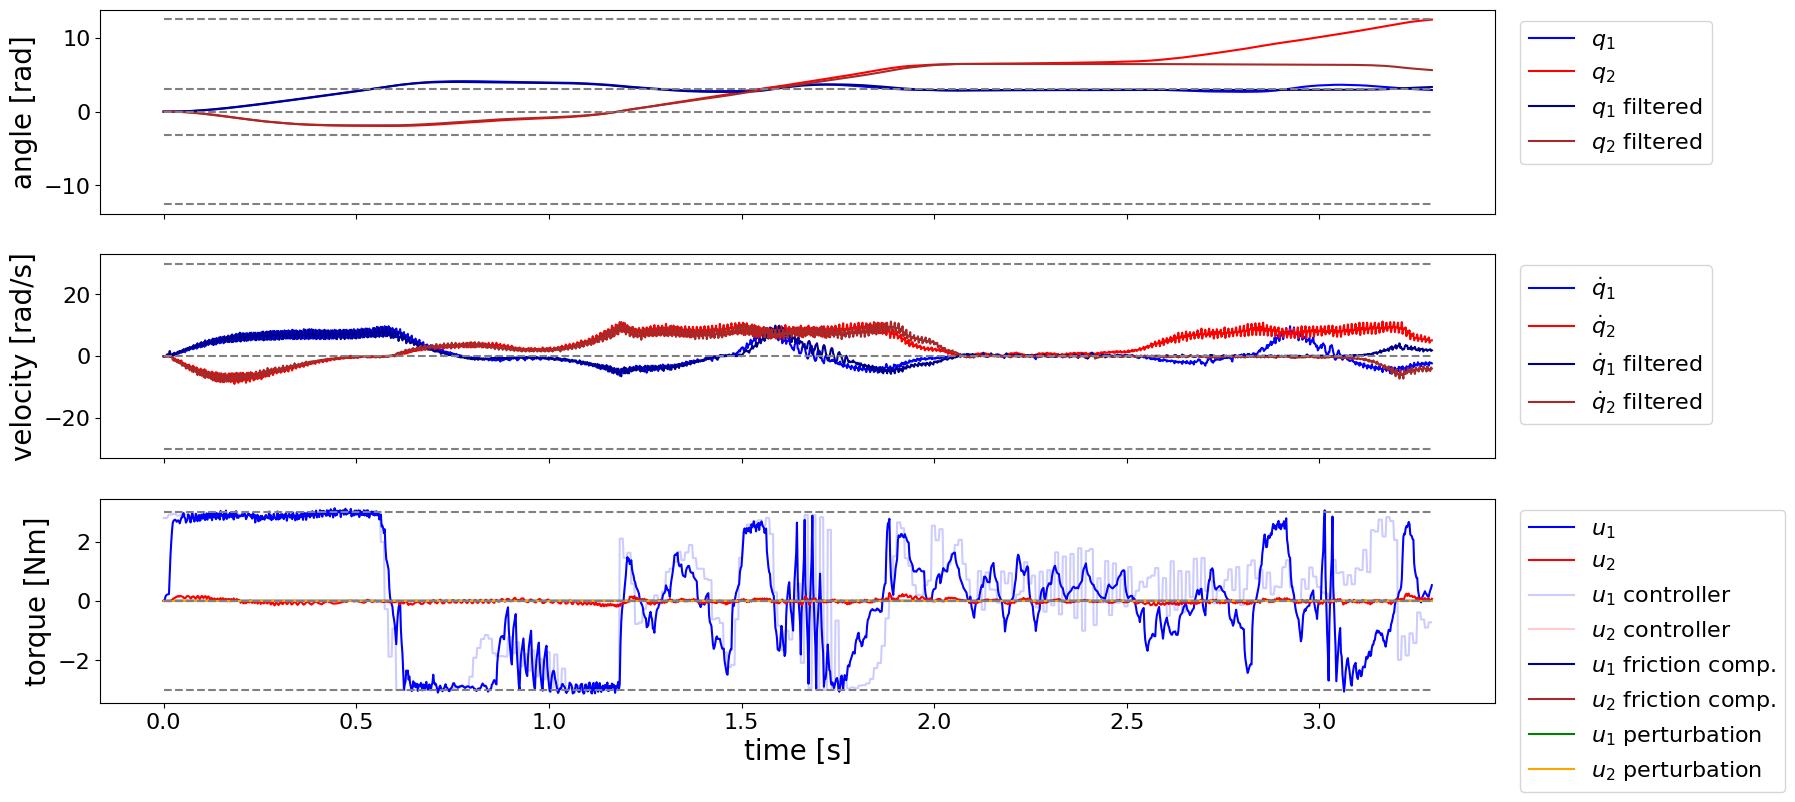 angle [rad]
10
0
−10
q₁
q₂
q₁ filtered
q₂ filtered
velocity [rad/s]
20
0
−20
q̇₁
q̇₂
q̇₁ filtered
q̇₂ filtered
torque [Nm]
2
0
−2
0.0 0.5 1.0 1.5 2.0 2.5 3.0
time [s]
u₁
u₂
u₁ controller
u₂ controller
u₁ friction comp.
u₂ friction comp.
u₁ perturbation
u₂ perturbation